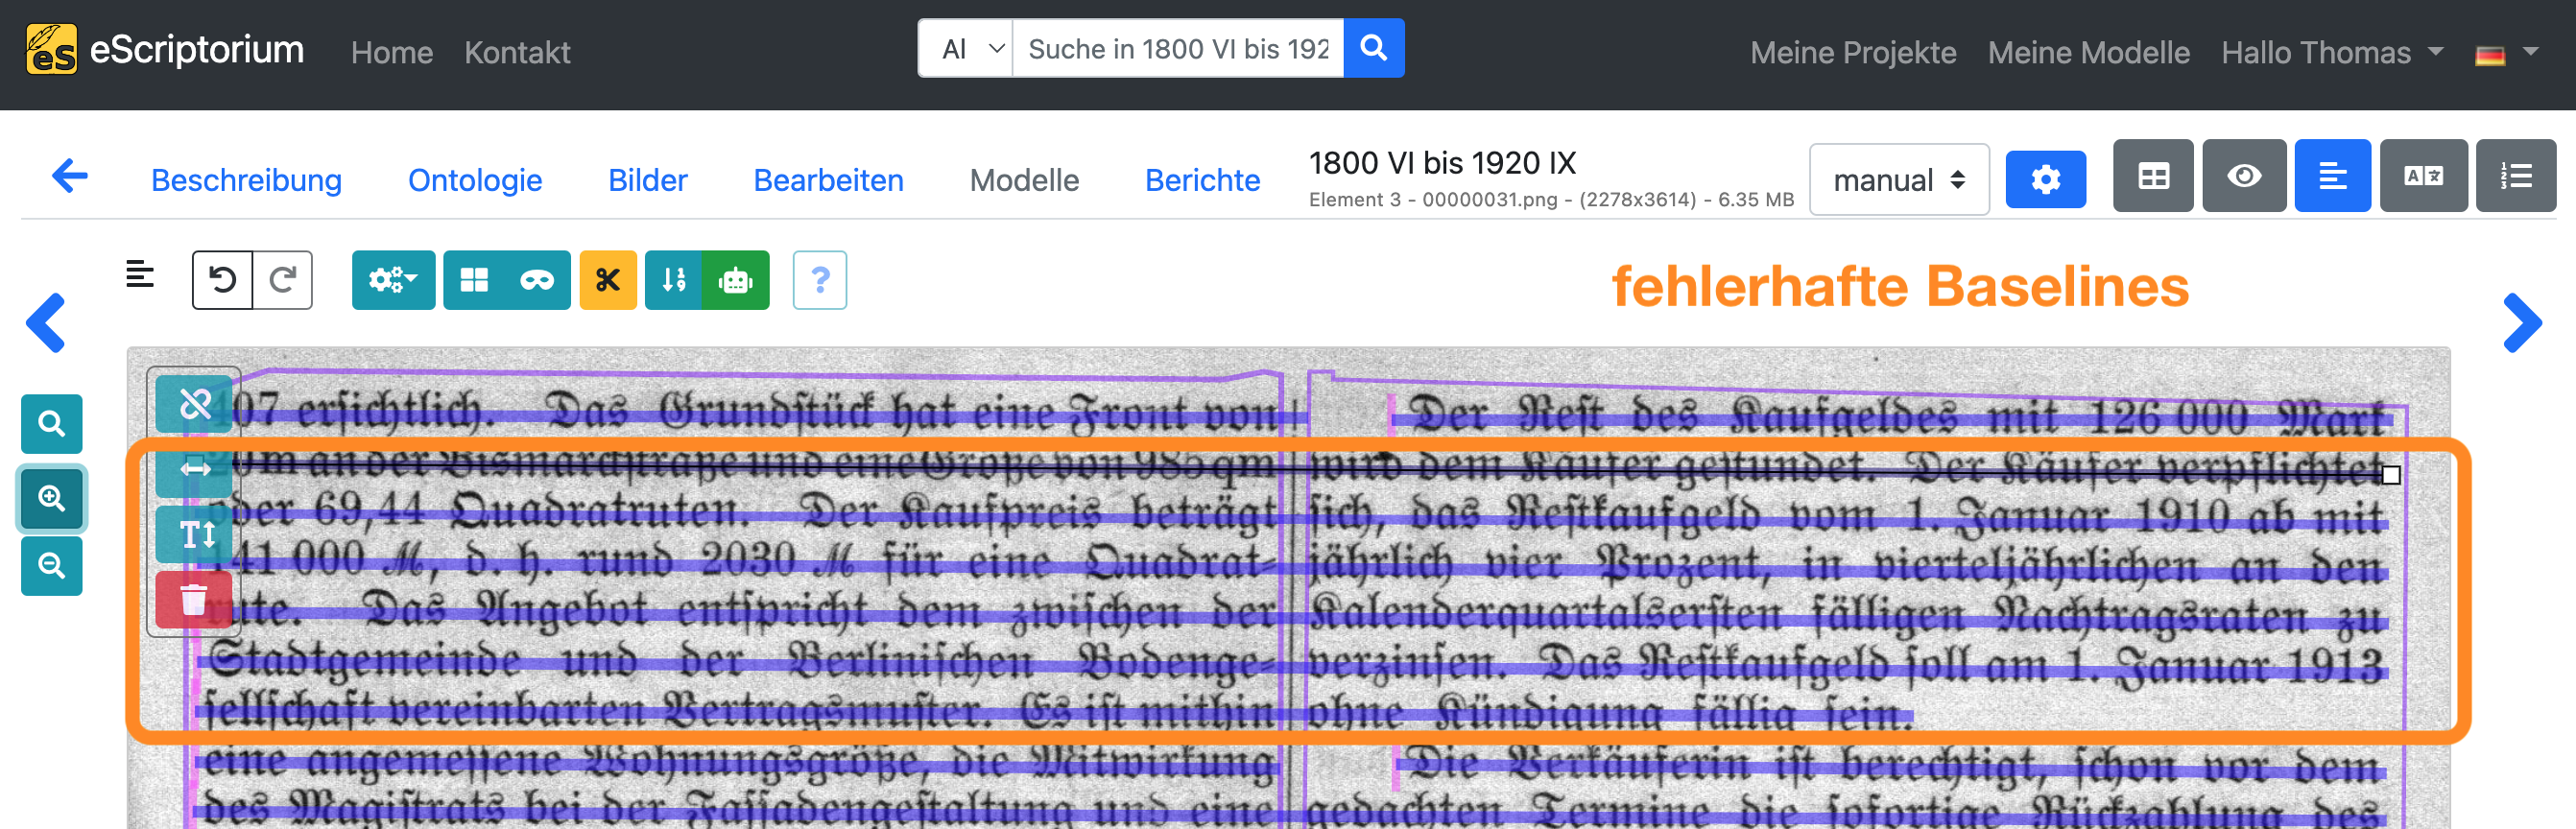 es eScriptorium Home Kontakt Al Suche in 1800 VI bis 192 Meine Projekte Meine Modelle Hallo Thomas
Beschreibung Ontologie Bilder Bearbeiten Modelle Berichte 1800 VI bis 1920 IX manual
Element 3 - 00000031.png - (2278x3614) - 6.35 MB
fehlerhafte Baselines
407 ersichtlich. Das Grundstück hat eine Front von
an der Bismarckstraße und eine Größe von 985 qm
oder 69,44 Quadratruten. Der Kaufpreis beträgt
141 000 ℳ, d. h. rund 2030 ℳ für eine Quadrat-
rute. Das Angebot entspricht dem zwischen der
Stadtgemeinde und der Berlinischen Bodenge-
sellschaft vereinbarten Vertragsmuster. Es ist mithin
eine angemessene Wohnungsgröße, die Mitwirkung
des Magistrats bei der Fassadengestaltung und eine
Der Rest des Kaufgeldes mit 126 000 Mark
wird dem Käufer gestundet. Der Käufer verpflichtet
sich, das Restkaufgeld vom 1. Januar 1910 ab mit
jährlich vier Prozent, in vierteljährlichen an den
Kalenderquartalsersten fälligen Nachtragsraten zu
verzinsen. Das Restkaufgeld soll am 1. Januar 1913
ohne Kündigung fällig sein.
Die Verkäuferin ist berechtigt, schon vor dem
gedachten Termine die sofortige Rückzahlung des